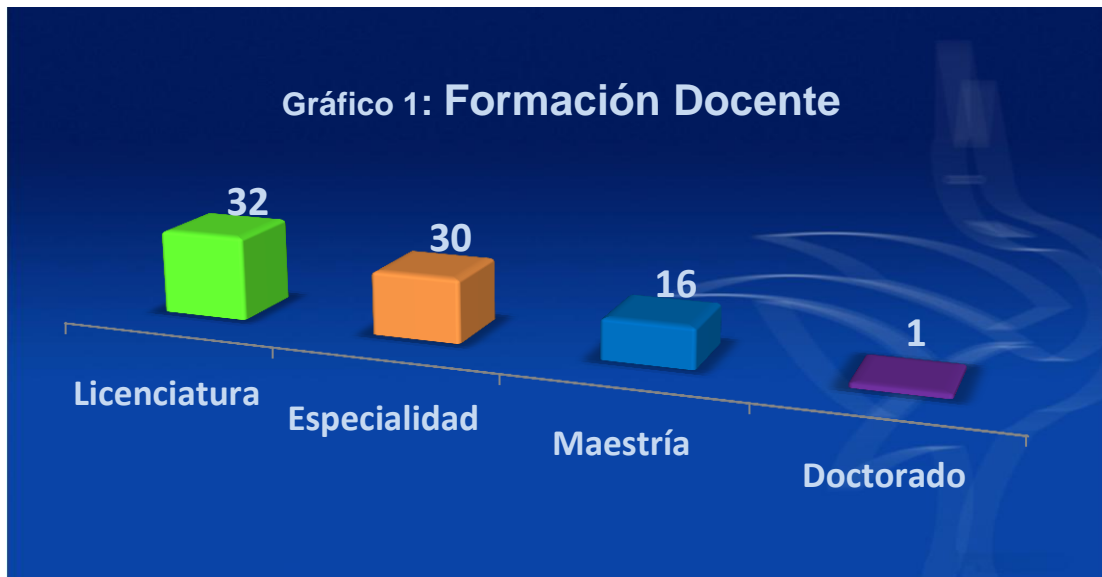 Gráfico 1: Formación Docente
32
30
16
1
Licenciatura
Especialidad
Maestría
Doctorado